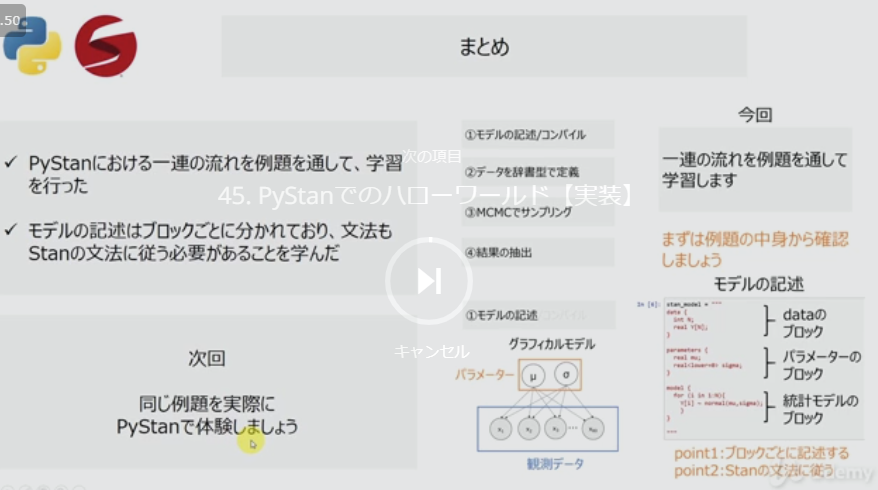 .50
まとめ
✓ PyStanにおける一連の流れを例題を通して、学習
を行った
✓ モデルの記述はブロックごとに分かれており、文法も
Stanの文法に従う必要があることを学んだ
次回
同じ例題を実際に
PyStanで体験しましょう
次の項目
45. PyStanでのハローワールド【実装】
キャンセル
①モデルの記述/コンパイル
②データを辞書型で定義
③MCMCでサンプリング
④結果の抽出
①モデルの記述/コンパイル
グラフィカルモデル
パラメーター
μ σ
x₁ x₂ x₃ …
観測データ
今回
一連の流れを例題を通して
学習します
まずは例題の中身から確認
しましょう
モデルの記述
In [8]: stan_model = """
data {
int N;
real Y[N];
}
parameters {
real mu;
real<lower=0> sigma;
}
model {
for (i in 1:N){
Y[i] ~ normal(mu,sigma);
}
}
"""
dataの
ブロック
パラメーターの
ブロック
統計モデルの
ブロック
point1:ブロックごとに記述する
point2:Stanの文法に従う
Udemy